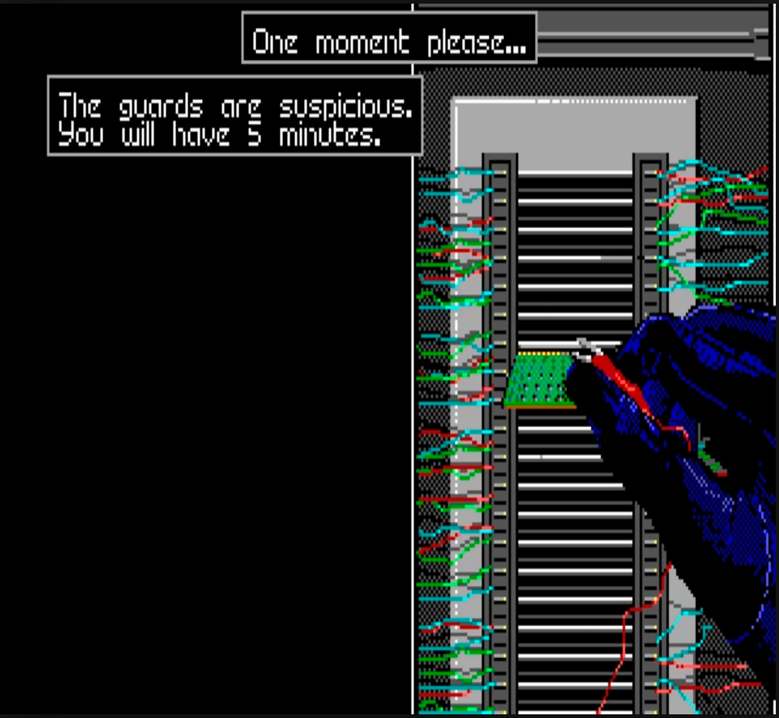 One moment please...
The guards are suspicious.
You will have 5 minutes.